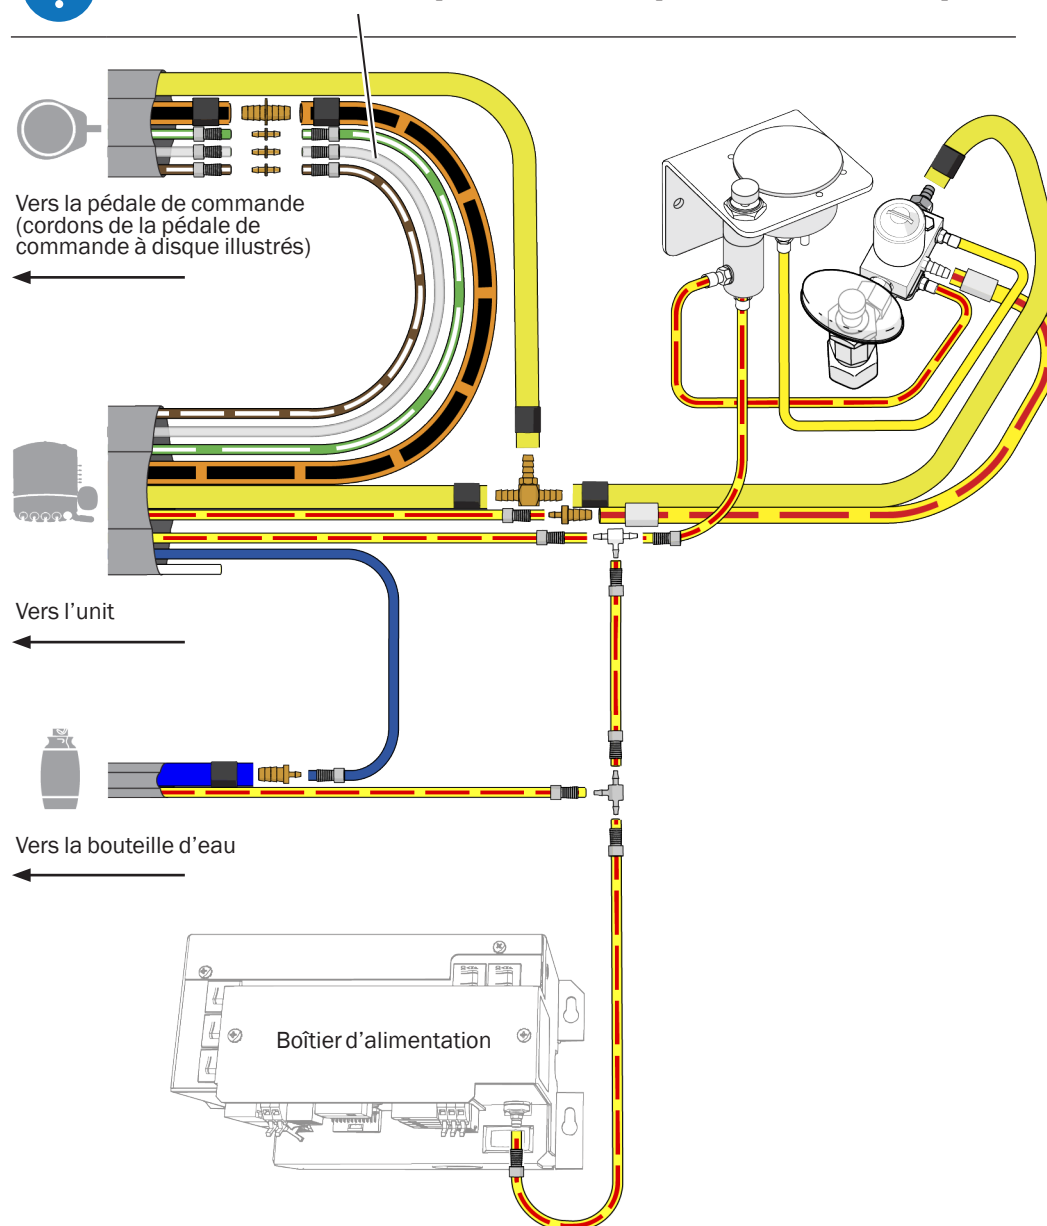 Vers la pédale de commande
(cordons de la pédale de
commande à disque illustrés)
Vers l’unit
Vers la bouteille d’eau
Boîtier d’alimentation